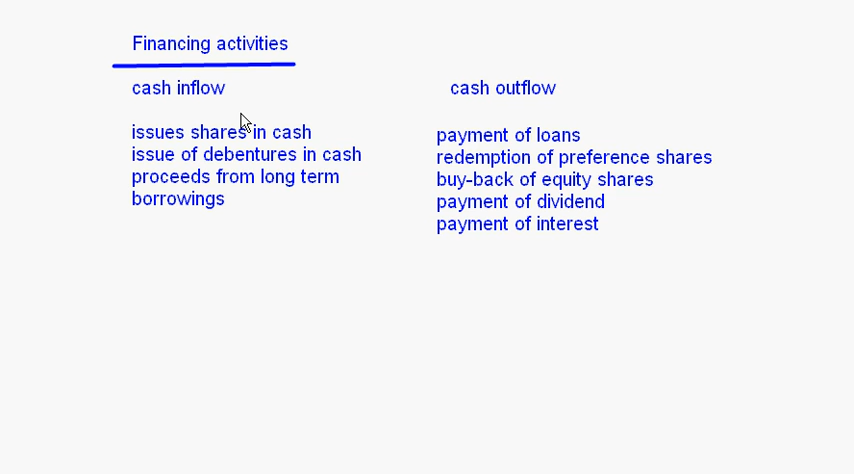 Financing activities
cash inflow
issues shares in cash
issue of debentures in cash
proceeds from long term
borrowings
cash outflow
payment of loans
redemption of preference shares
buy-back of equity shares
payment of dividend
payment of interest